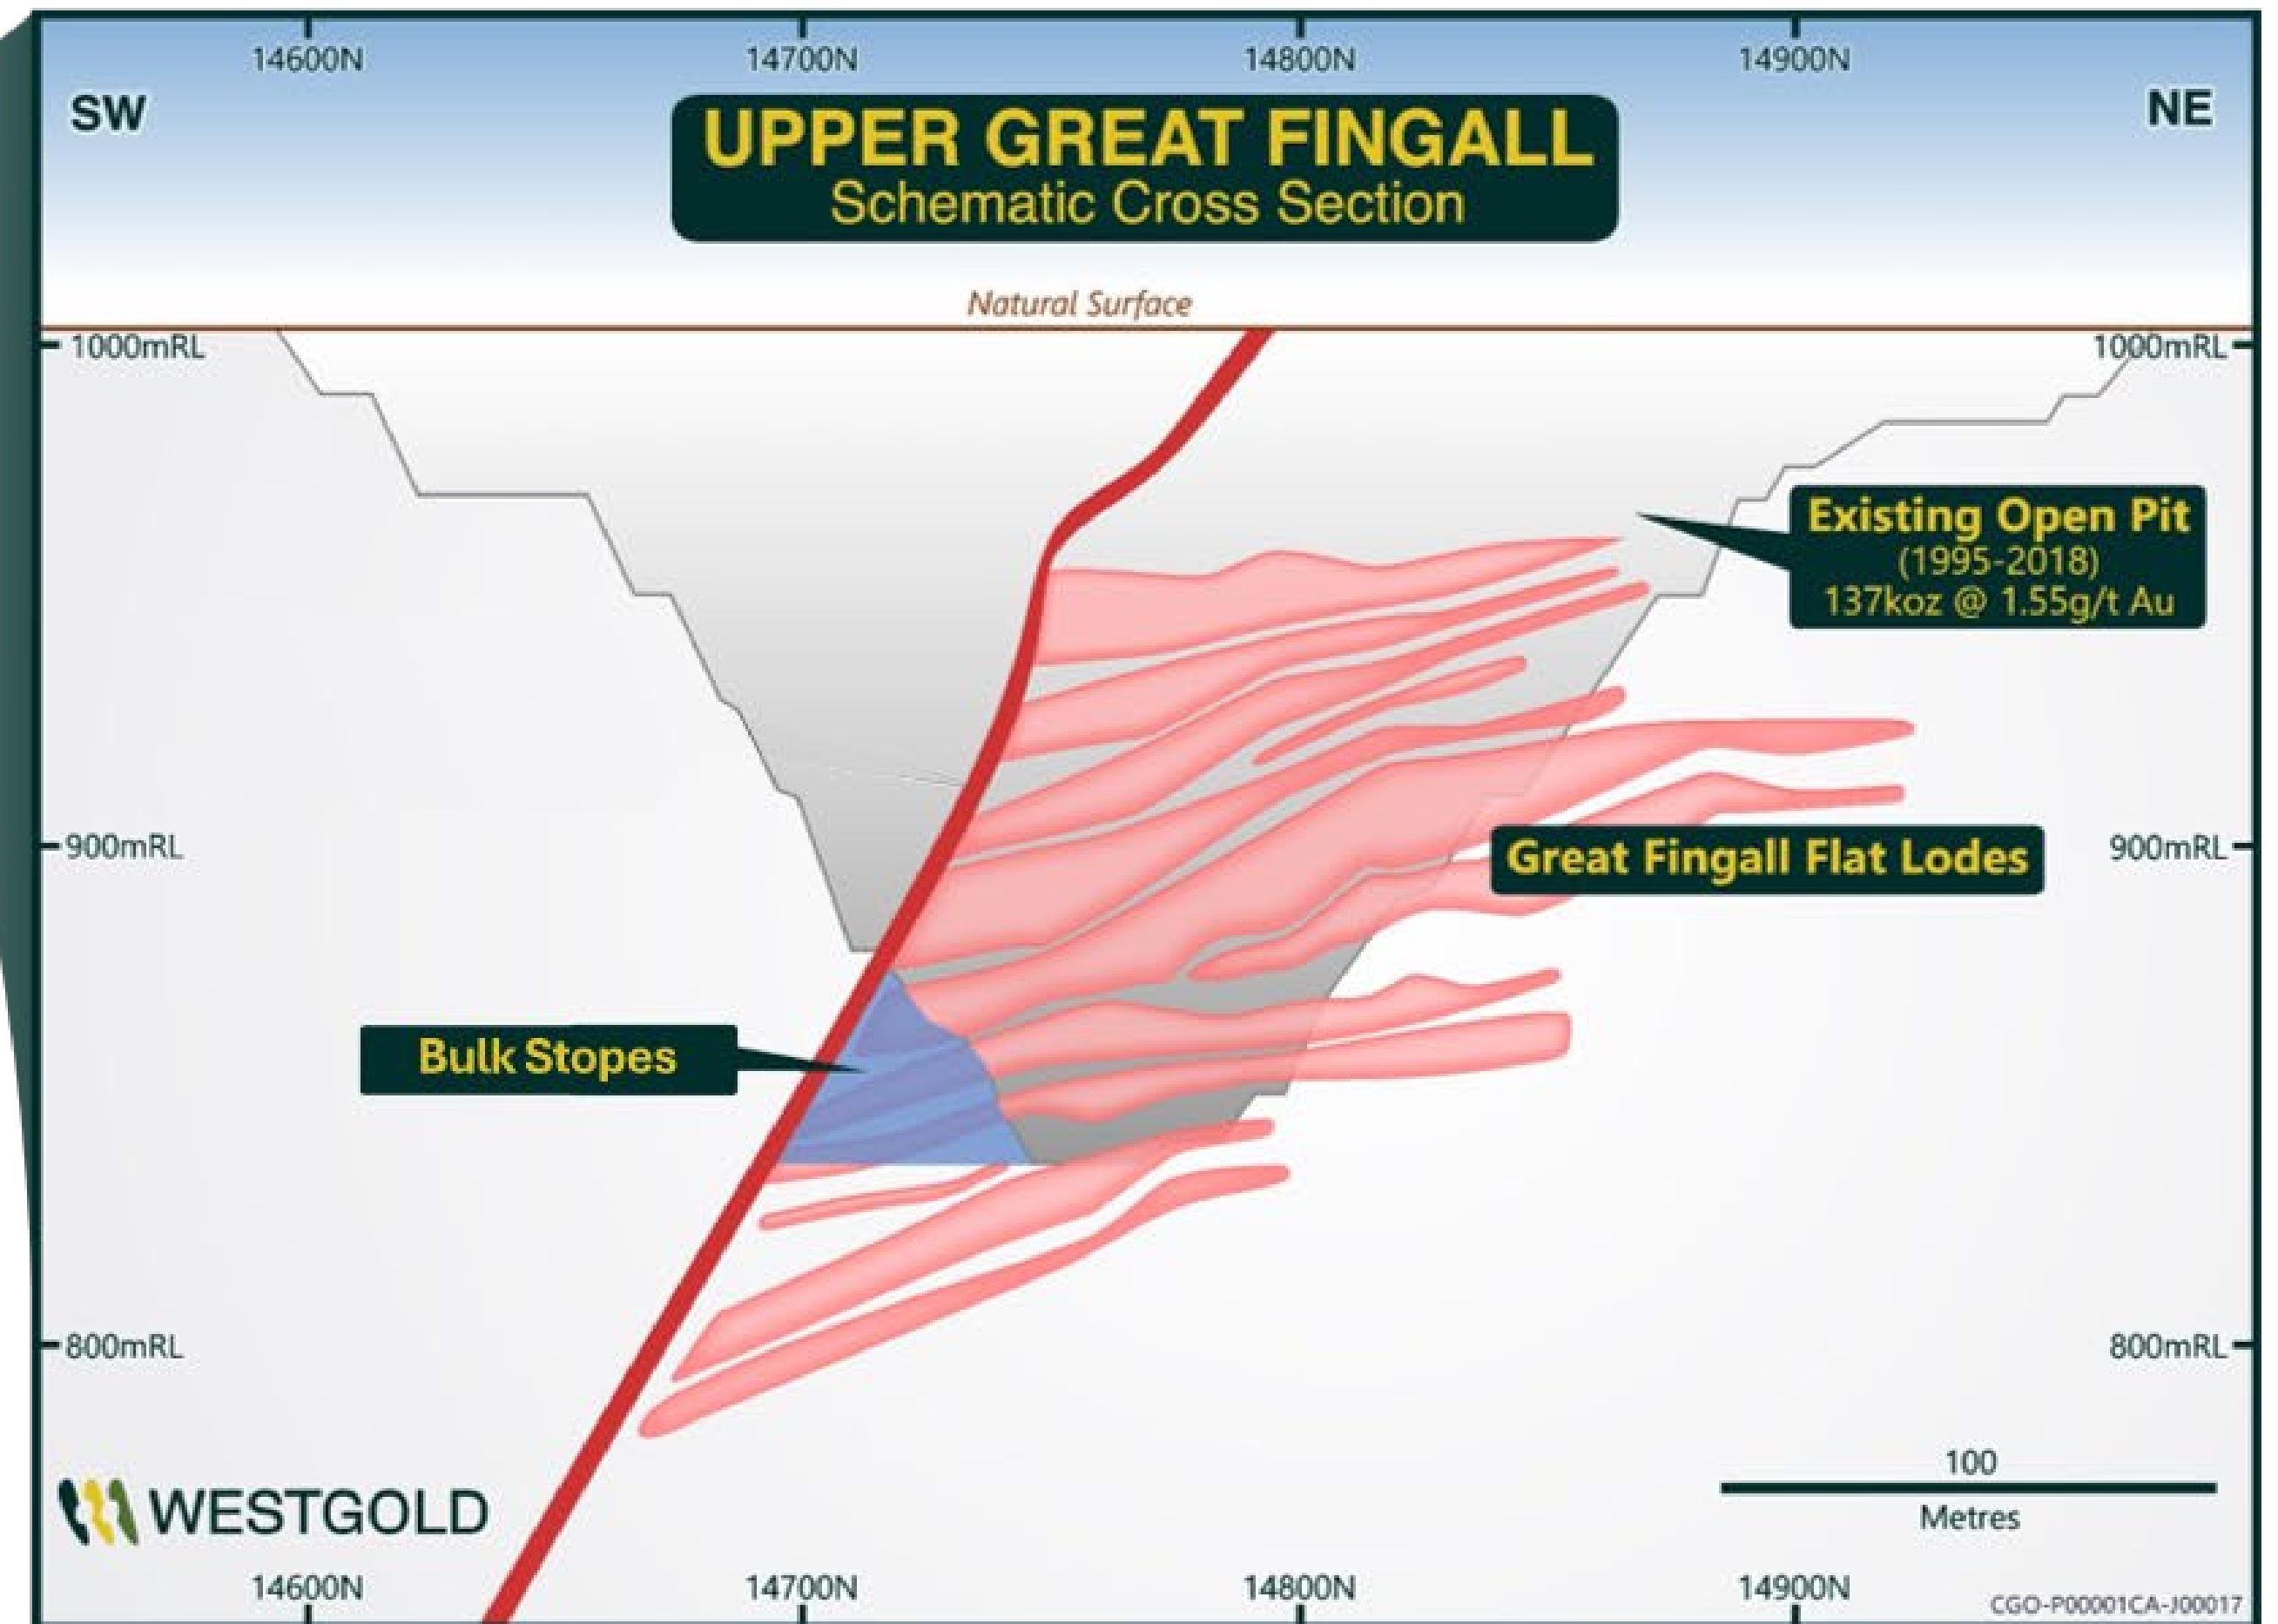 14600N 14700N 14800N 14900N
SW
NE
UPPER GREAT FINGALL
Schematic Cross Section
Natural Surface
1000mRL
1000mRL
Existing Open Pit
(1995-2018)
137koz @ 1.55g/t Au
900mRL
900mRL
Great Fingall Flat Lodes
Bulk Stopes
800mRL
800mRL
100
Metres
WESTGOLD
14600N 14700N 14800N 14900N
CGO-P00001CA-J00017